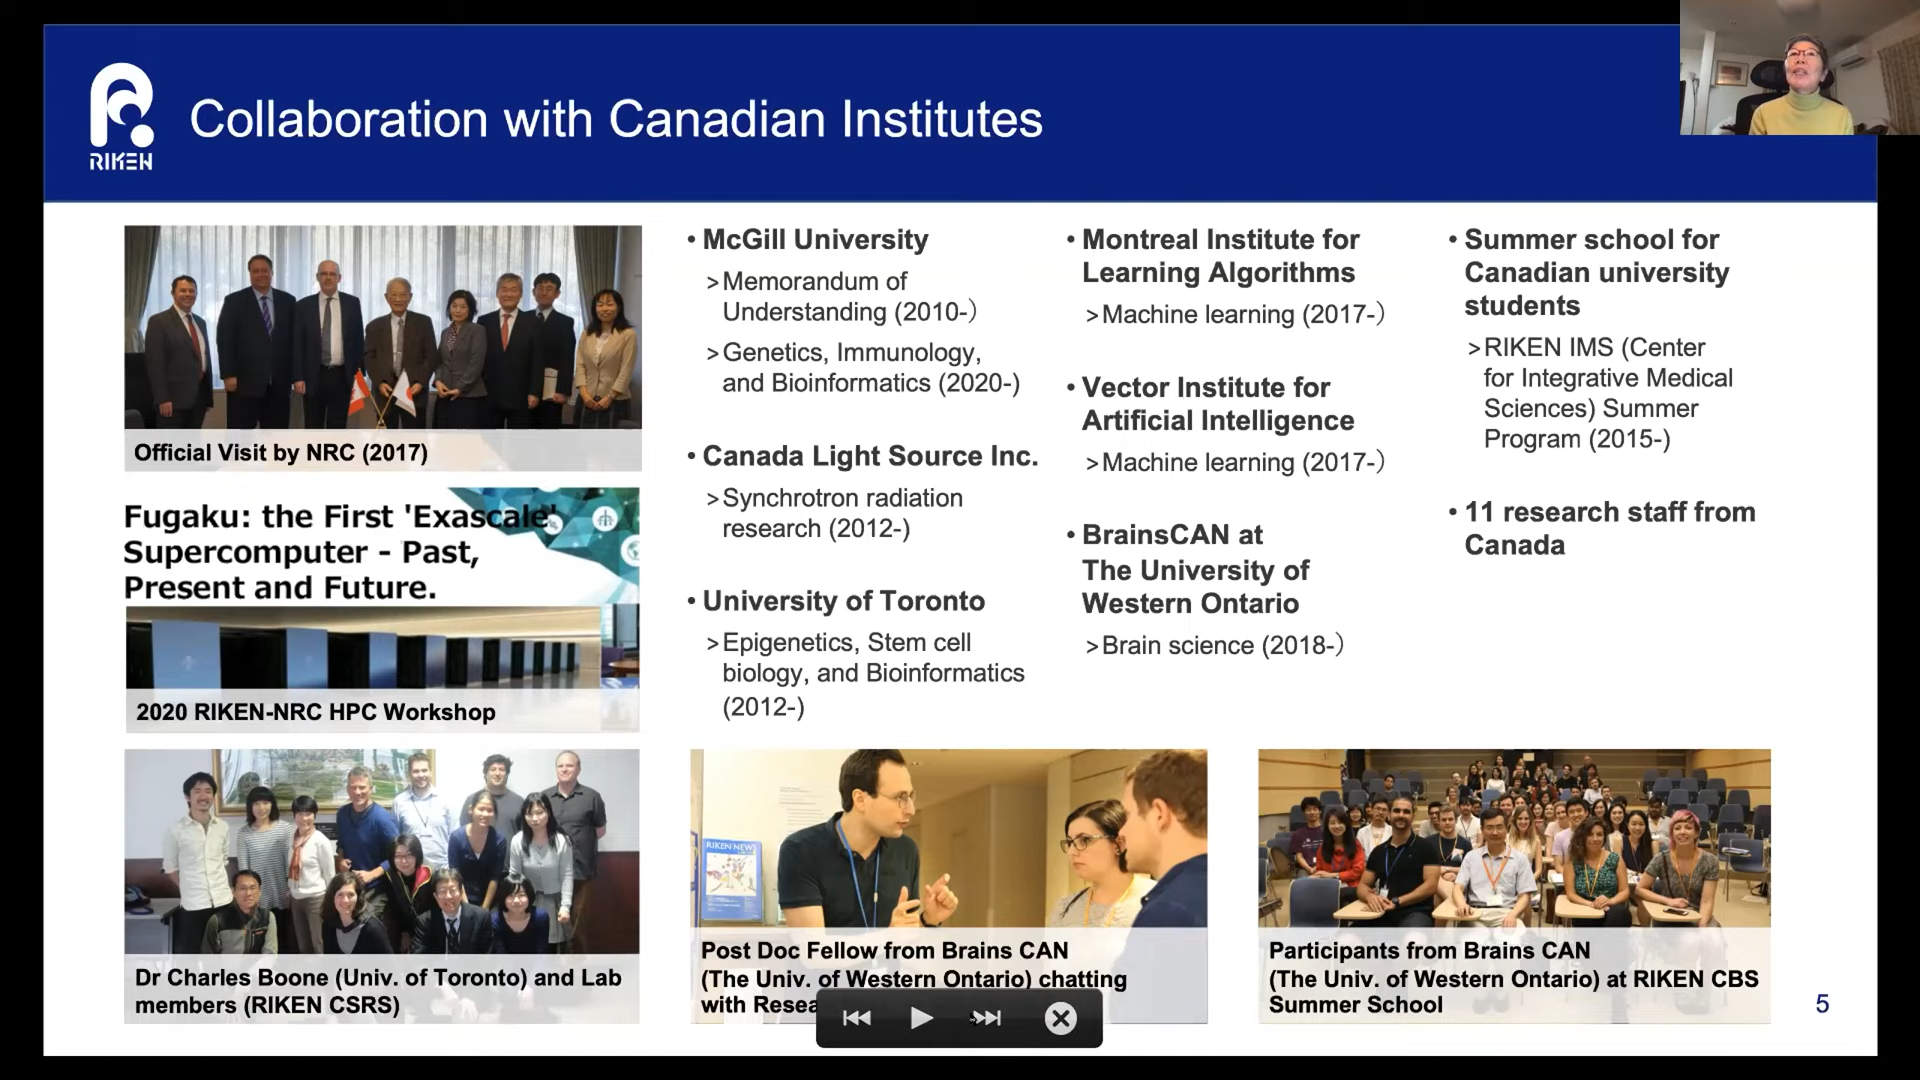 RIKEN
Collaboration with Canadian Institutes
Official Visit by NRC (2017)
Fugaku: the First 'Exascale'
Supercomputer - Past,
Present and Future.
2020 RIKEN-NRC HPC Workshop
Dr Charles Boone (Univ. of Toronto) and Lab
members (RIKEN CSRS)
• McGill University
>Memorandum of
Understanding (2010-)
>Genetics, Immunology,
and Bioinformatics (2020-)
• Canada Light Source Inc.
>Synchrotron radiation
research (2012-)
• University of Toronto
>Epigenetics, Stem cell
biology, and Bioinformatics
(2012-)
• Montreal Institute for
Learning Algorithms
>Machine learning (2017-)
• Vector Institute for
Artificial Intelligence
>Machine learning (2017-)
• BrainsCAN at
The University of
Western Ontario
>Brain science (2018-)
• Summer school for
Canadian university
students
>RIKEN IMS (Center
for Integrative Medical
Sciences) Summer
Program (2015-)
• 11 research staff from
Canada
RIKEN NEWS
Post Doc Fellow from Brains CAN
(The Univ. of Western Ontario) chatting
with
Participants from Brains CAN
(The Univ. of Western Ontario) at RIKEN CBS
Summer School
5